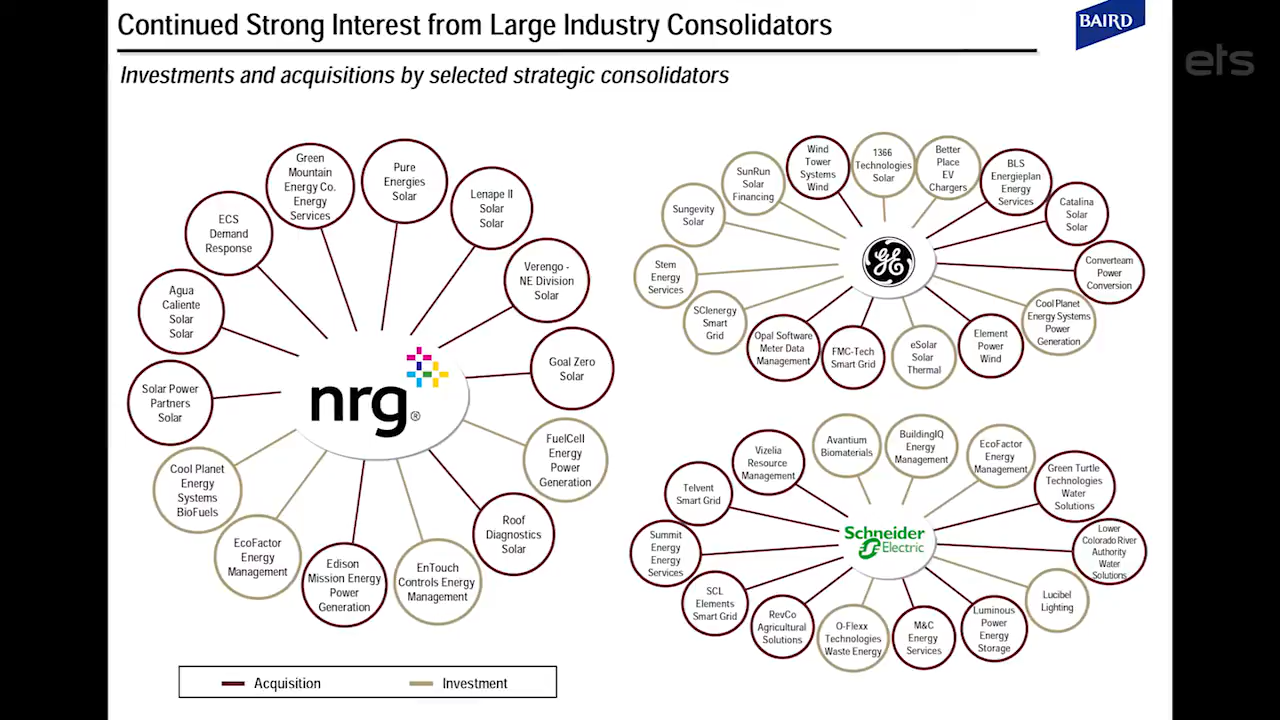 Continued Strong Interest from Large Industry Consolidators
BAIRD
ets
Investments and acquisitions by selected strategic consolidators
Green
Mountain
Energy Co.
Energy
Services
Pure
Energies
Solar
Lenape II
Solar
Solar
ECS
Demand
Response
Verengo -
NE Division
Solar
Agua
Caliente
Solar
Solar
Goal Zero
Solar
Solar Power
Partners
Solar
nrg®
FuelCell
Energy
Power
Generation
Cool Planet
Energy
Systems
BioFuels
Roof
Diagnostics
Solar
EcoFactor
Energy
Management
Edison
Mission Energy
Power
Generation
EnTouch
Controls Energy
Management
Wind
Tower
Systems
Wind
1366
Technologies
Solar
Better
Place
EV
Chargers
SunRun
Solar
Financing
BLS
Energieplan
Energy
Services
Sungevity
Solar
Catalina
Solar
Solar
GE
Stem
Energy
Services
Converteam
Power
Conversion
SCIenergy
Smart
Grid
Cool Planet
Energy Systems
Power
Generation
Opal Software
Meter Data
Management
FMC-Tech
Smart Grid
eSolar
Solar
Thermal
Element
Power
Wind
Vizelia
Resource
Management
Avantium
Biomaterials
BuildingIQ
Energy
Management
EcoFactor
Energy
Management
Telvent
Smart Grid
Green Turtle
Technologies
Water
Solutions
Schneider
Electric
Summit
Energy
Energy
Services
Lower
Colorado River
Authority
Water
Solutions
SCL
Elements
Smart Grid
Lucibel
Lighting
RevCo
Agricultural
Solutions
O-Flexx
Technologies
Waste Energy
M&C
Energy
Services
Luminous
Power
Energy
Storage
Acquisition
Investment